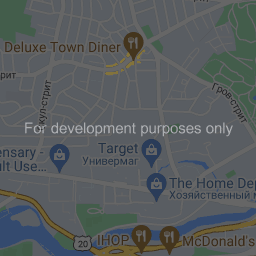 Deluxe Town Diner
кул-стрит
Гров-стрит
стрит
For development purposes only
ensary -
ult Use...
Target
Универмаг
The Home Dep
Хозяйственный м
20
IHOP
McDonald's